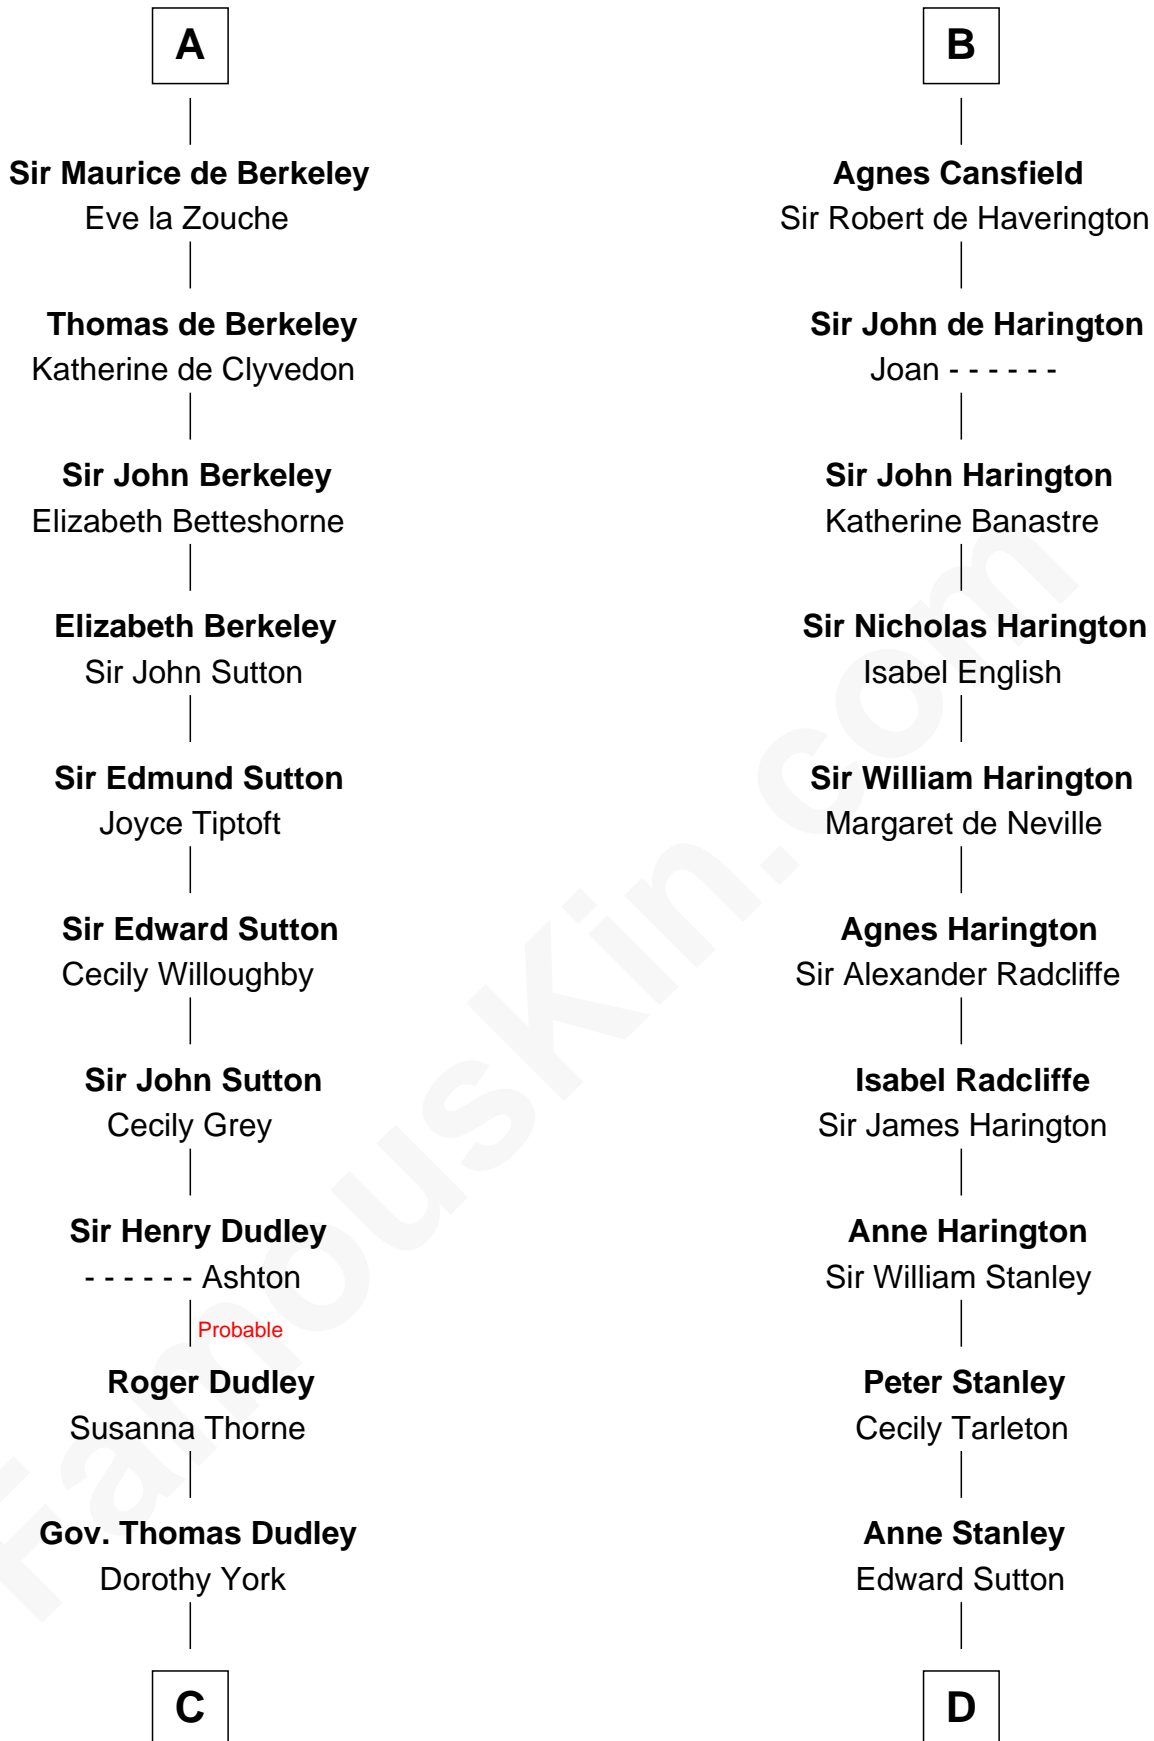 A
Sir Maurice de Berkeley
Eve la Zouche
Thomas de Berkeley
Katherine de Clyvedon
Sir John Berkeley
Elizabeth Betteshorne
Elizabeth Berkeley
Sir John Sutton
Sir Edmund Sutton
Joyce Tiptoft
Sir Edward Sutton
Cecily Willoughby
Sir John Sutton
Cecily Grey
Sir Henry Dudley
- - - - - - Ashton
Probable
Roger Dudley
Susanna Thorne
Gov. Thomas Dudley
Dorothy York
C
B
Agnes Cansfield
Sir Robert de Haverington
Sir John de Harington
Joan - - - - - -
Sir John Harington
Katherine Banastre
Sir Nicholas Harington
Isabel English
Sir William Harington
Margaret de Neville
Agnes Harington
Sir Alexander Radcliffe
Isabel Radcliffe
Sir James Harington
Anne Harington
Sir William Stanley
Peter Stanley
Cecily Tarleton
Anne Stanley
Edward Sutton
D
FamousKin.com